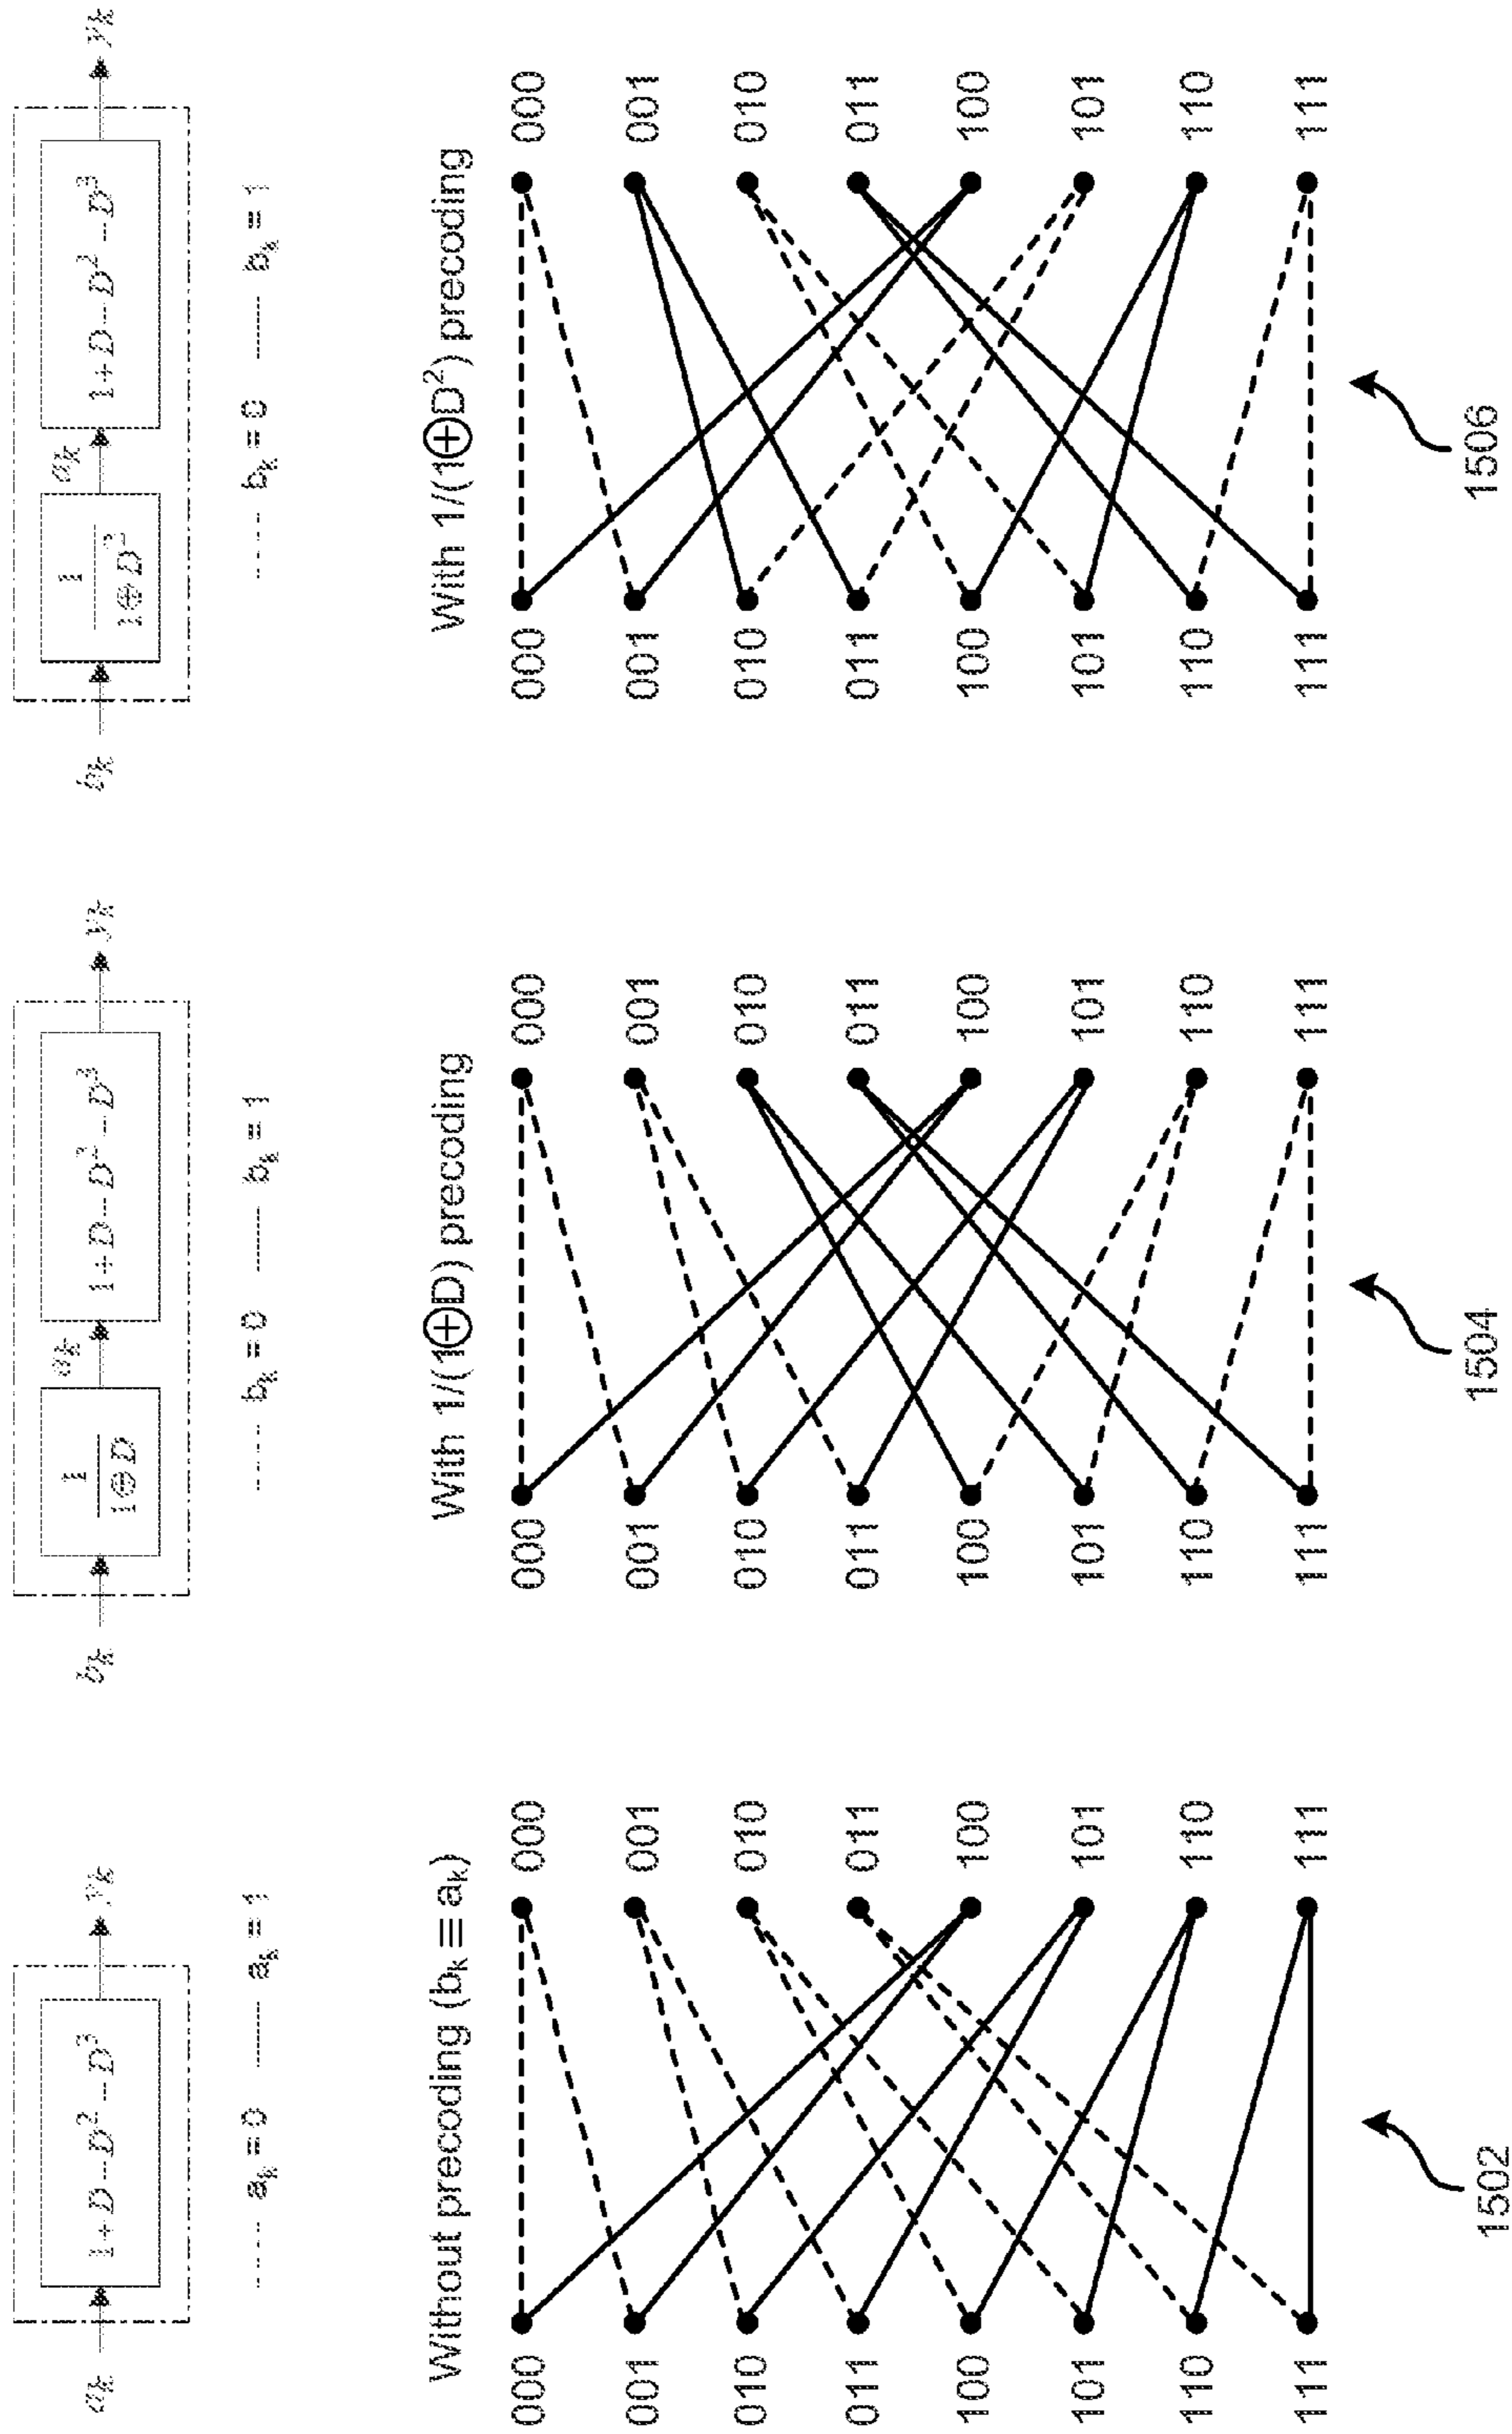 a_k
1+D−D²−D³
y_k
a_k = 0 a_k = 1
Without precoding (b_k ≡ a_k)
000 000
001 001
010 010
011 011
100 100
101 101
110 110
111 111
1502
b_k
1
1⊕D
a_k
1+D−D²−D³
y_k
b_k = 0 b_k = 1
With 1/(1⊕D) precoding
000 000
001 001
010 010
011 011
100 100
101 101
110 110
111 111
1504
b_k
1
1⊕D²
a_k
1+D−D²−D³
y_k
b_k = 0 b_k = 1
With 1/(1⊕D²) precoding
000 000
001 001
010 010
011 011
100 100
101 101
110 110
111 111
1506